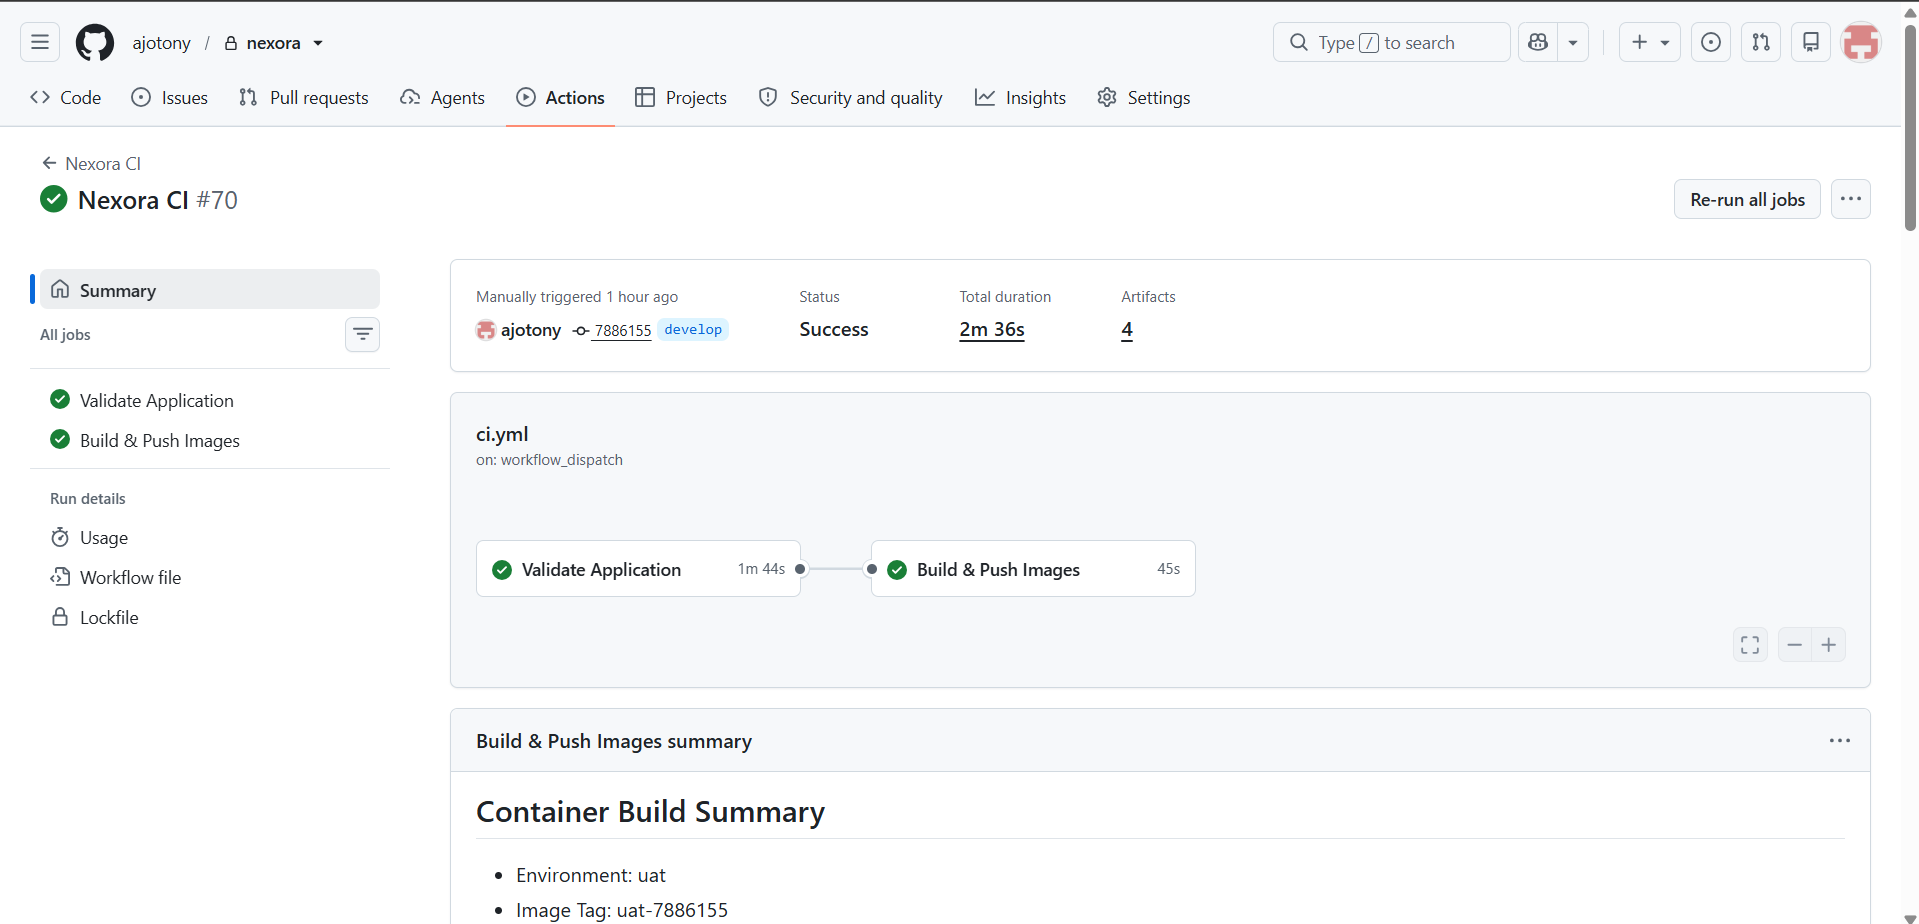 ajotony / nexora
Type / to search
Code Issues Pull requests Agents Actions Projects Security and quality Insights Settings
Nexora CI
Nexora CI #70
Re-run all jobs
Summary
All jobs
Validate Application
Build & Push Images
Run details
Usage
Workflow file
Lockfile
Manually triggered 1 hour ago
ajotony 7886155 develop
Status
Success
Total duration
2m 36s
Artifacts
4
ci.yml
on: workflow_dispatch
Validate Application 1m 44s
Build & Push Images 45s
Build & Push Images summary
Container Build Summary
Environment: uat
Image Tag: uat-7886155